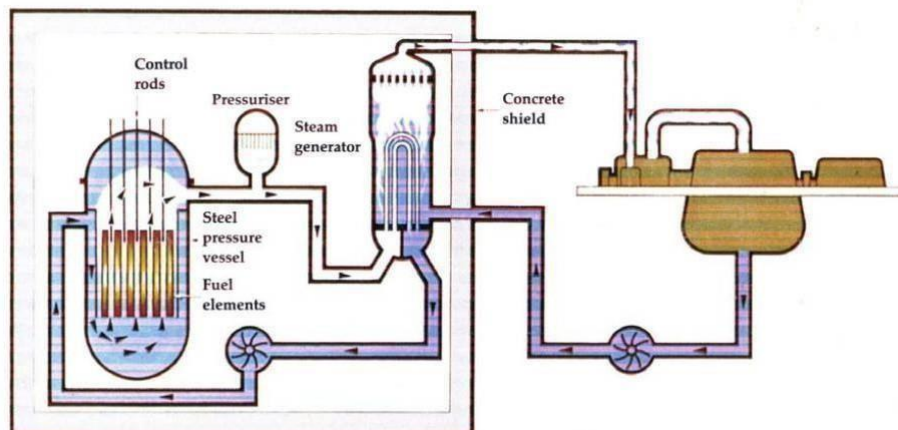 Control
rods
Pressuriser
Steam
generator
Concrete
shield
Steel
pressure
vessel
Fuel
elements